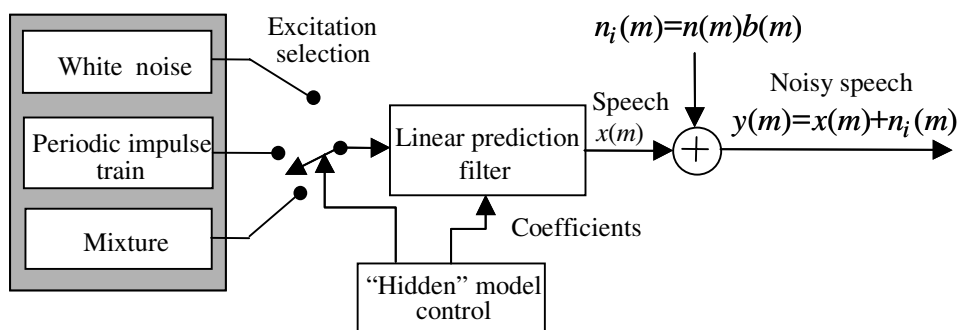 White noise
Periodic impulse
train
Mixture
Excitation
selection
Linear prediction
filter
Speech
x(m)
n_i(m)=n(m)b(m)
+
Noisy speech
y(m)=x(m)+n_i(m)
Coefficients
“Hidden” model
control